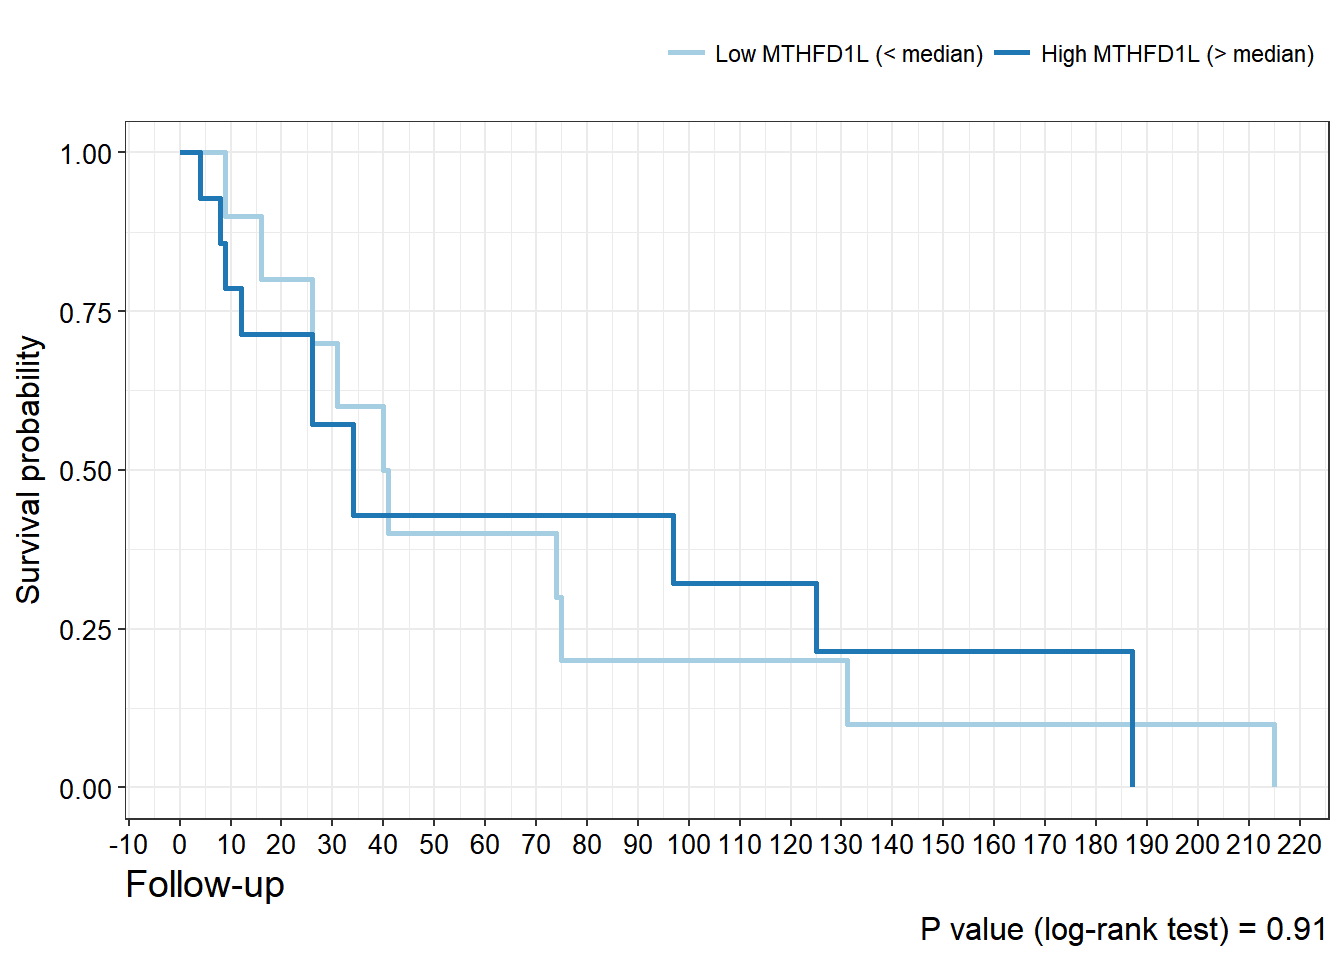 Low MTHFD1L (< median) High MTHFD1L (> median)
Survival probability
1.00
0.75
0.50
0.25
0.00
-10 0 10 20 30 40 50 60 70 80 90 100 110 120 130 140 150 160 170 180 190 200 210 220
Follow-up
P value (log-rank test) = 0.91